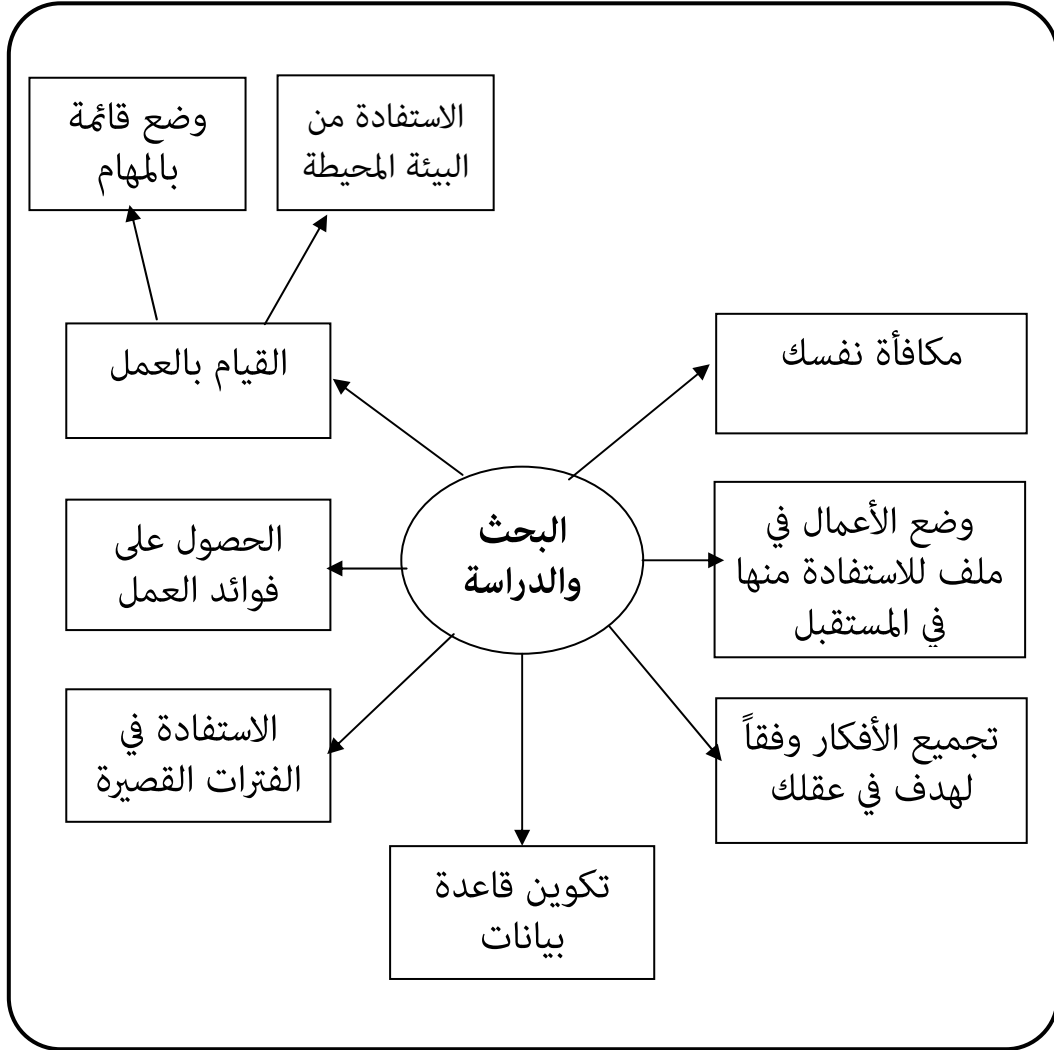 الاستفادة من
البيئة المحيطة
وضع قائمة
بالمهام
مكافأة نفسك
القيام بالعمل
البحث
والدراسة
وضع الأعمال في
ملف للاستفادة منها
في المستقبل
الحصول على
فوائد العمل
تجميع الأفكار وفقاً
لهدف في عقلك
الاستفادة في
الفترات القصيرة
تكوين قاعدة
بيانات